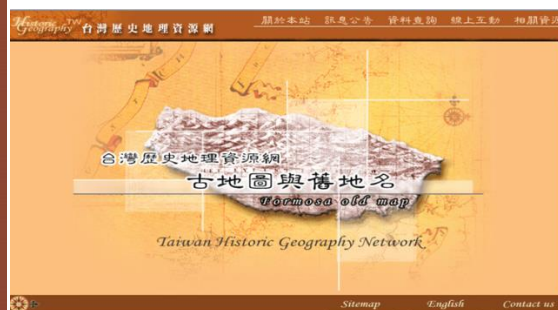 Historic Geography TW 台灣歷史地理資源網
關於本站 訊息公告 資料查詢 線上互動 相關資源
台灣歷史地理資源網
古地圖與舊地名
Formosa old map
Taiwan Historic Geography Network
Sitemap English Contact us